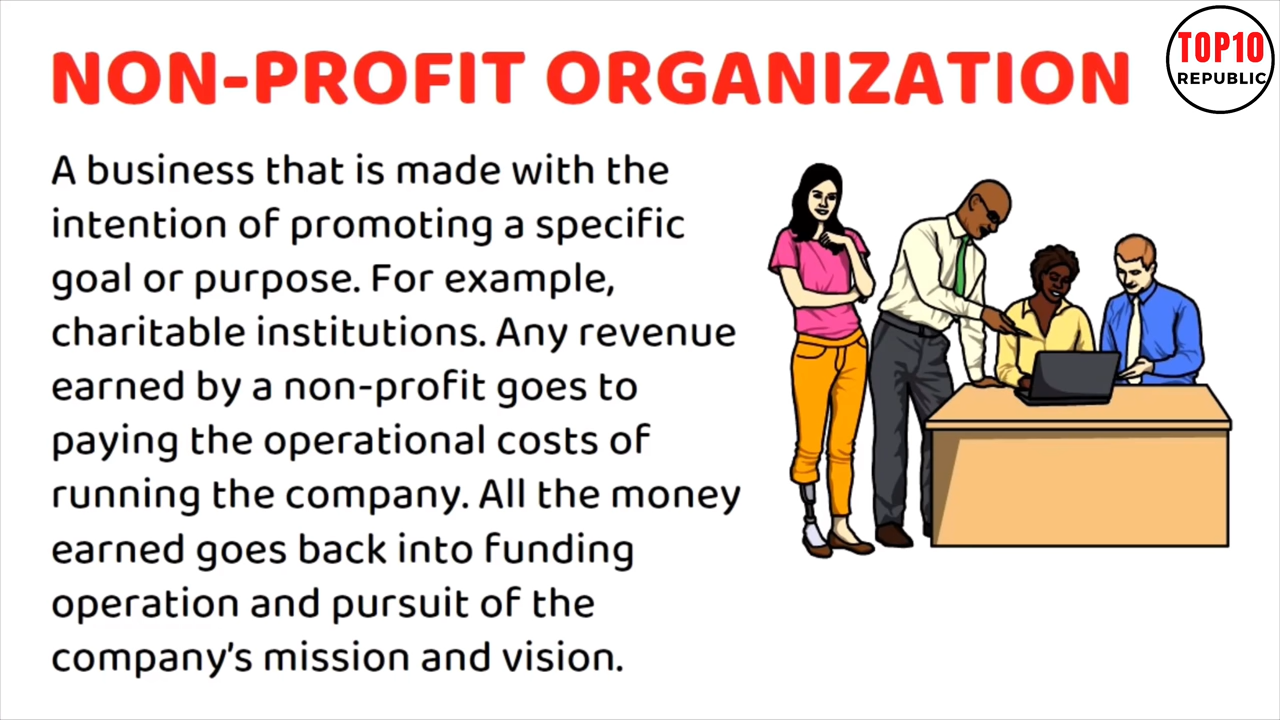 NON-PROFIT ORGANIZATION
TOP10
REPUBLIC
A business that is made with the
intention of promoting a specific
goal or purpose. For example,
charitable institutions. Any revenue
earned by a non-profit goes to
paying the operational costs of
running the company. All the money
earned goes back into funding
operation and pursuit of the
company's mission and vision.